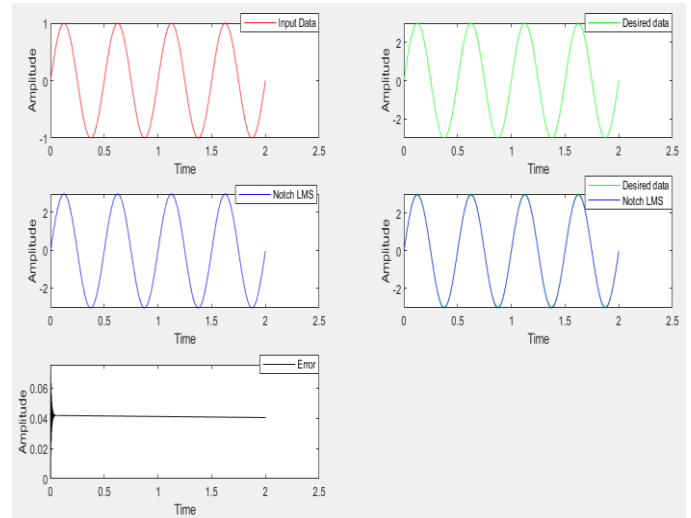 Input Data
Amplitude
1
0
-1
0 0.5 1 1.5 2 2.5
Time
Desired data
Amplitude
2
0
-2
0 0.5 1 1.5 2 2.5
Time
Notch LMS
Amplitude
2
0
-2
0 0.5 1 1.5 2 2.5
Time
Desired data
Notch LMS
Amplitude
2
0
-2
0 0.5 1 1.5 2 2.5
Time
Error
Amplitude
0.06
0.04
0.02
0
0 0.5 1 1.5 2 2.5
Time